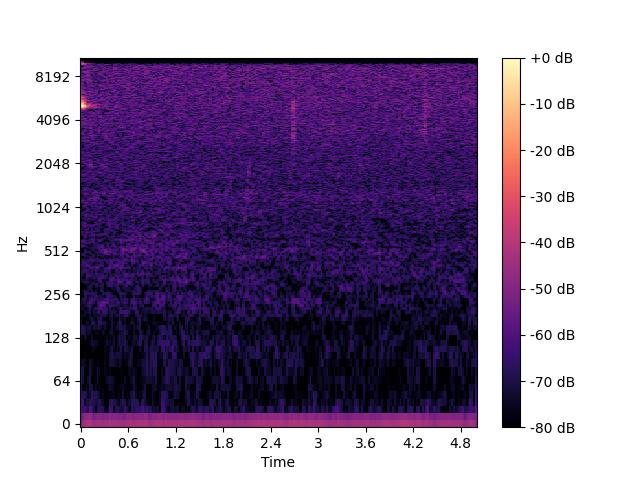 8192
4096
2048
1024
512
256
128
64
0
Hz
0 0.6 1.2 1.8 2.4 3 3.6 4.2 4.8
Time
+0 dB
-10 dB
-20 dB
-30 dB
-40 dB
-50 dB
-60 dB
-70 dB
-80 dB